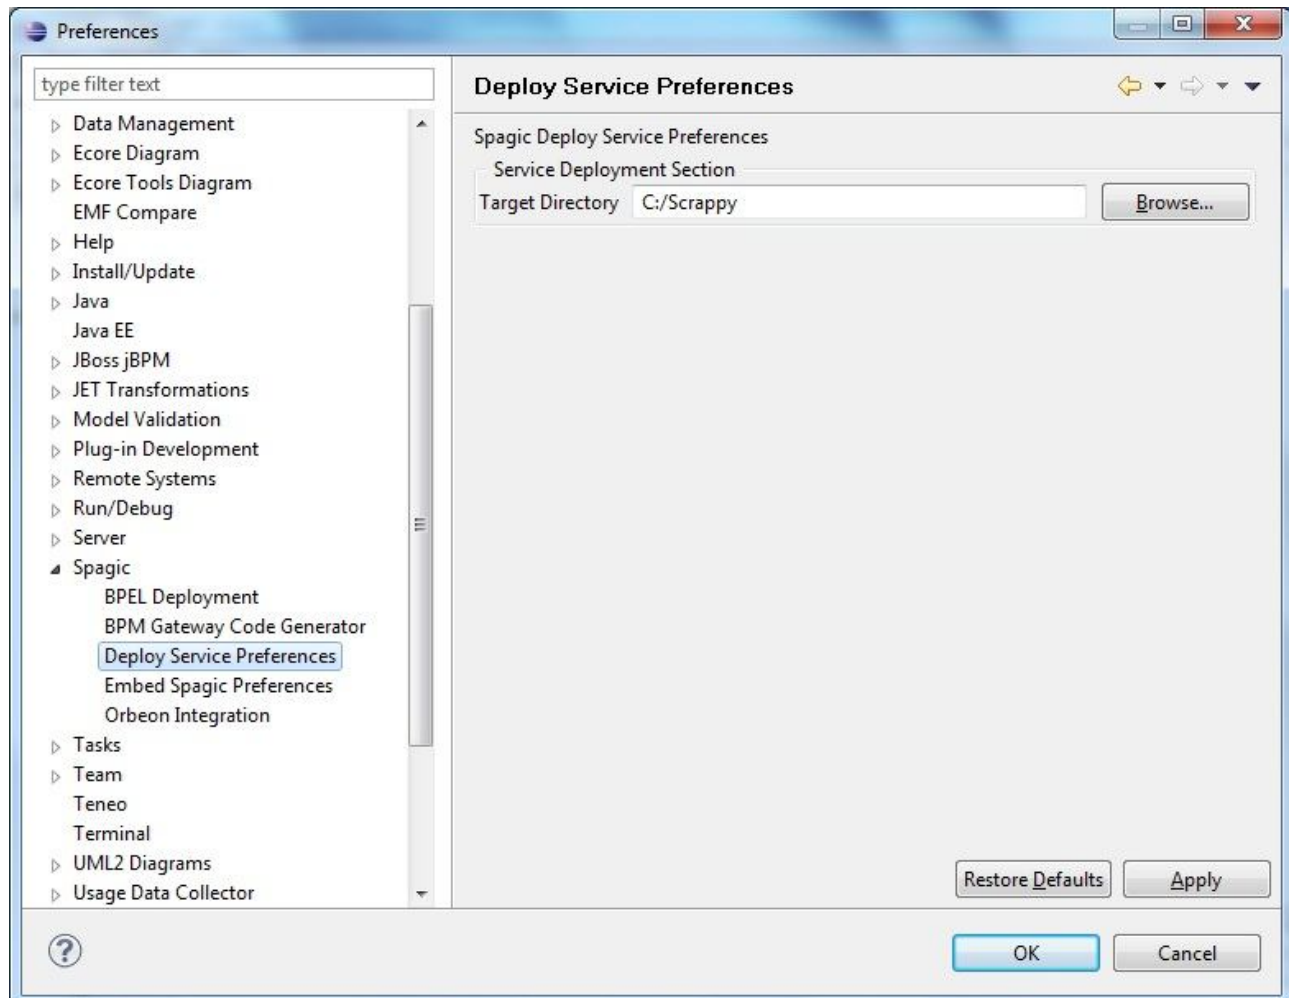 Preferences
type filter text
Data Management
Ecore Diagram
Ecore Tools Diagram
EMF Compare
Help
Install/Update
Java
Java EE
JBoss jBPM
JET Transformations
Model Validation
Plug-in Development
Remote Systems
Run/Debug
Server
Spagic
BPEL Deployment
BPM Gateway Code Generator
Deploy Service Preferences
Embed Spagic Preferences
Orbeon Integration
Tasks
Team
Teneo
Terminal
UML2 Diagrams
Usage Data Collector
Deploy Service Preferences
Spagic Deploy Service Preferences
Service Deployment Section
Target Directory C:/Scrappy Browse...
Restore Defaults Apply
OK Cancel